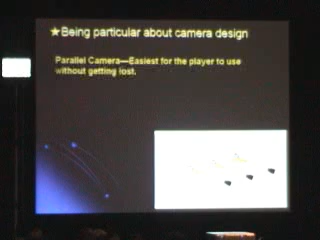 ★Being particular about camera design
Parallel Camera—Easiest for the player to use
without getting lost.